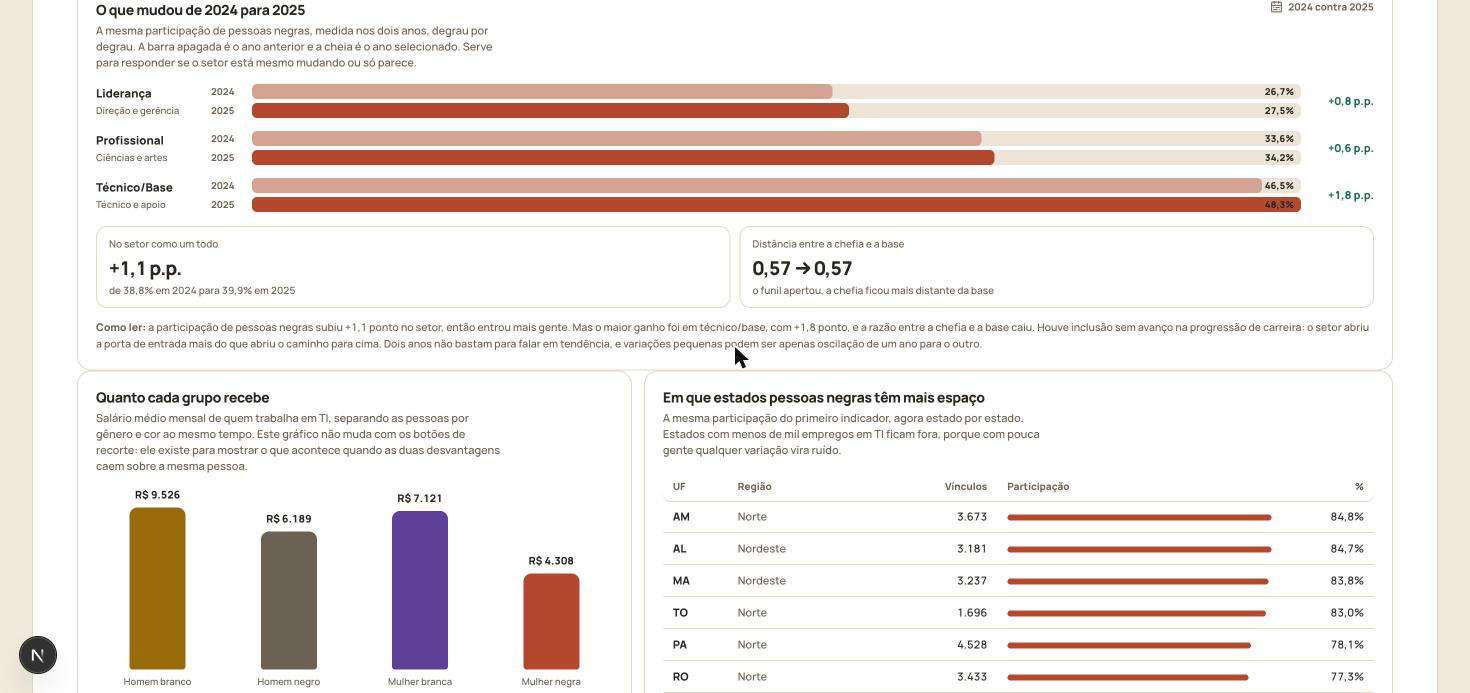 O que mudou de 2024 para 2025
2024 contra 2025
A mesma participação de pessoas negras, medida nos dois anos, degrau por
degrau. A barra apagada é o ano anterior e a cheia é o ano selecionado. Serve
para responder se o setor está mesmo mudando ou só parece.
Liderança
2024
26,7%
+0,8 p.p.
Direção e gerência
2025
27,5%
Profissional
2024
33,6%
+0,6 p.p.
Ciências e artes
2025
34,2%
Técnico/Base
2024
46,5%
+1,8 p.p.
Técnico e apoio
2025
48,3%
No setor como um todo
+1,1 p.p.
de 38,8% em 2024 para 39,9% em 2025
Distância entre a chefia e a base
0,57 → 0,57
o funil apertou, a chefia ficou mais distante da base
Como ler: a participação de pessoas negras subiu +1,1 ponto no setor, então entrou mais gente. Mas o maior ganho foi em técnico/base, com +1,8 ponto, e a razão entre a chefia e a base caiu. Houve inclusão sem avanço na progressão de carreira: o setor abriu
a porta de entrada mais do que abriu o caminho para cima. Dois anos não bastam para falar em tendência, e variações pequenas podem ser apenas oscilação de um ano para o outro.
Quanto cada grupo recebe
Salário médio mensal de quem trabalha em TI, separando as pessoas por
gênero e cor ao mesmo tempo. Este gráfico não muda com os botões de
recorte: ele existe para mostrar o que acontece quando as duas desvantagens
caem sobre a mesma pessoa.
R$ 9.526
R$ 6.189
R$ 7.121
R$ 4.308
Homem branco
Homem negro
Mulher branca
Mulher negra
Em que estados pessoas negras têm mais espaço
A mesma participação do primeiro indicador, agora estado por estado.
Estados com menos de mil empregos em TI ficam fora, porque com pouca
gente qualquer variação vira ruído.
UF Região Vínculos Participação %
AM Norte 3.673 84,8%
AL Nordeste 3.181 84,7%
MA Nordeste 3.237 83,8%
TO Norte 1.696 83,0%
PA Norte 4.528 78,1%
RO Norte 3.433 77,3%
N